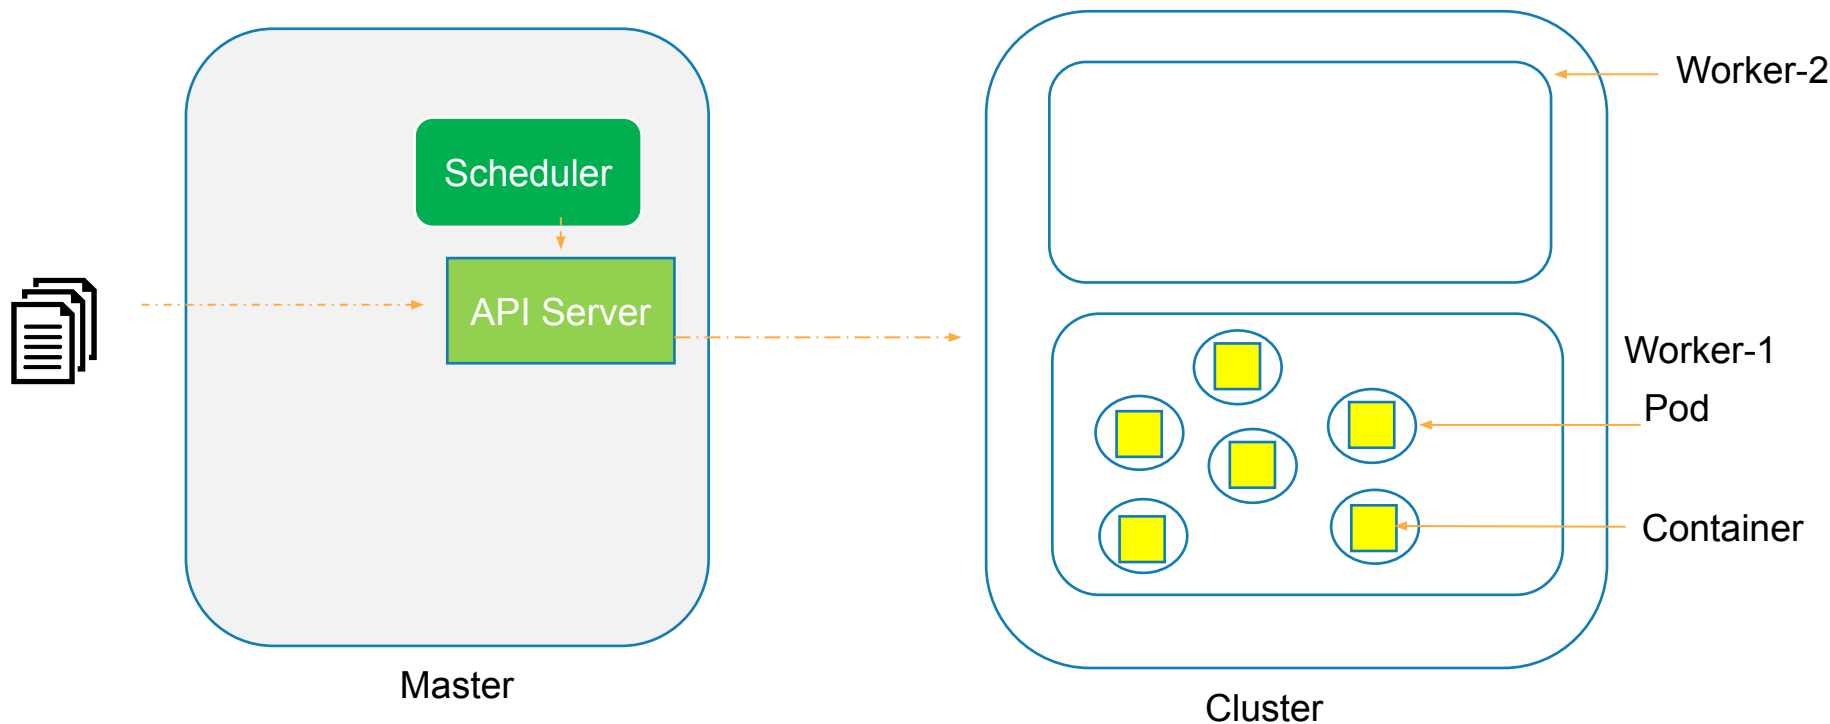 Scheduler
API Server
Master
Worker-2
Worker-1
Pod
Container
Cluster